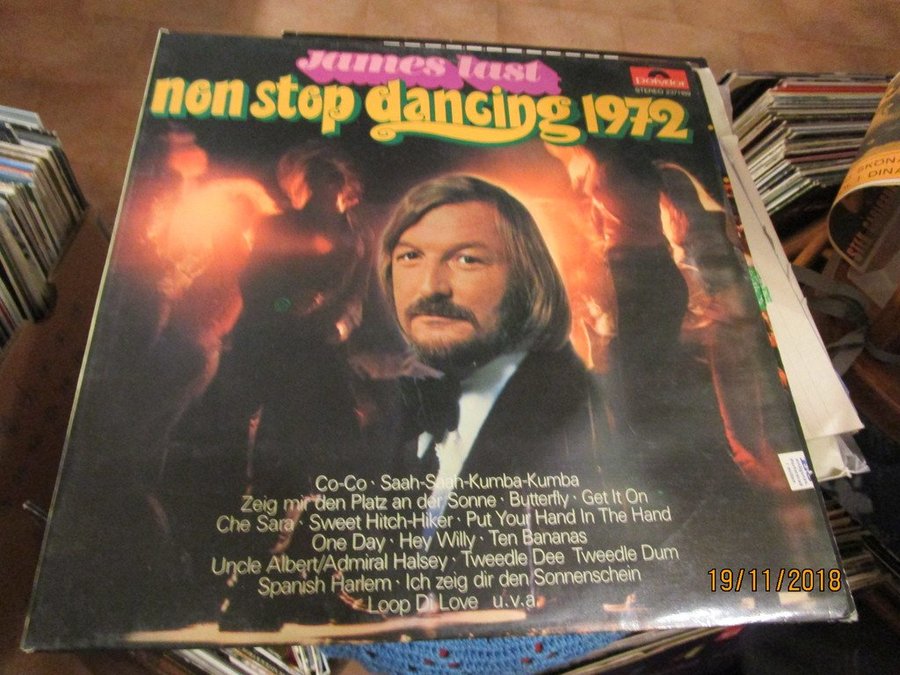 james last
polydor
STEREO 2371189
non stop dancing 1972
Co-Co · Saah-Saah-Kumba-Kumba
Zeig mir den Platz an der Sonne · Butterfly · Get It On
Che Sara · Sweet Hitch-Hiker · Put Your Hand In The Hand
One Day · Hey Willy · Ten Bananas
Uncle Albert/Admiral Halsey · Tweedle Dee Tweedle Dum
Spanish Harlem · Ich zeig dir den Sonnenschein
Loop Di Love u.v.a.
19/11/2018